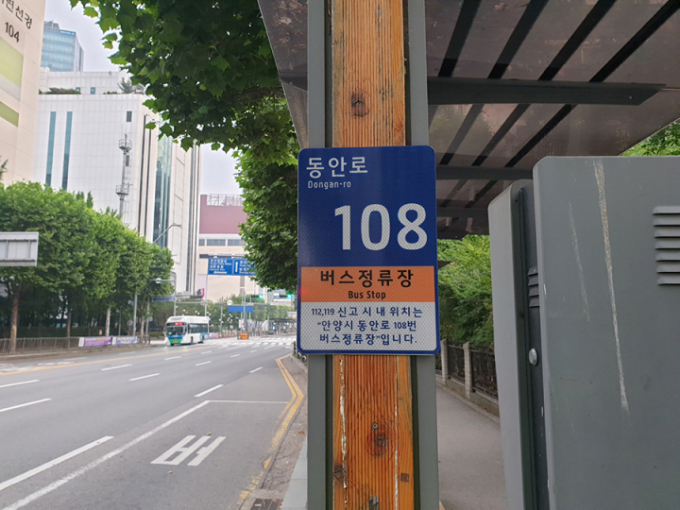 동안로
Dongan-ro
108
버스정류장
Bus Stop
112,119 신고 시 내 위치는
"안양시 동안로 108번
버스정류장"입니다.
104
버